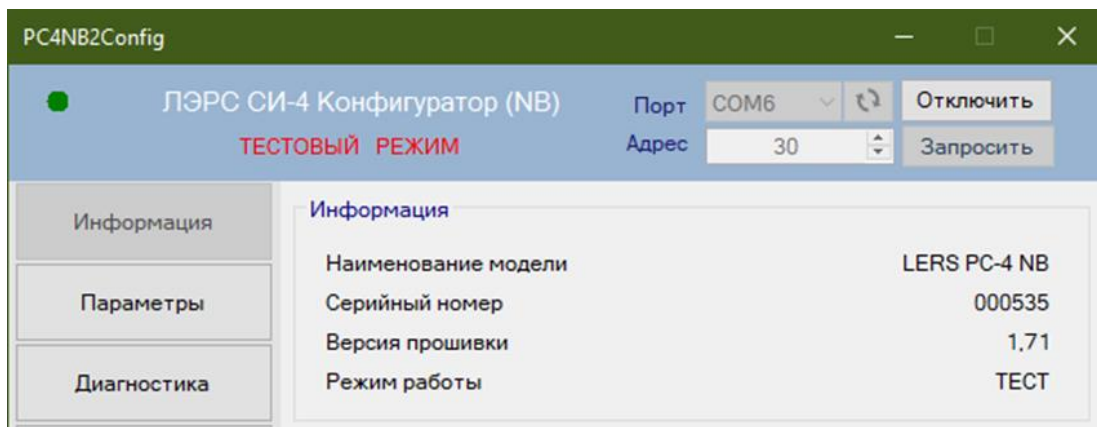 PC4NB2Config
ЛЭРС СИ-4 Конфигуратор (NB)
ТЕСТОВЫЙ РЕЖИМ
Порт COM6 Отключить
Адрес 30 Запросить
Информация
Параметры
Диагностика
Информация
Наименование модели LERS PC-4 NB
Серийный номер 000535
Версия прошивки 1,71
Режим работы ТЕСТ